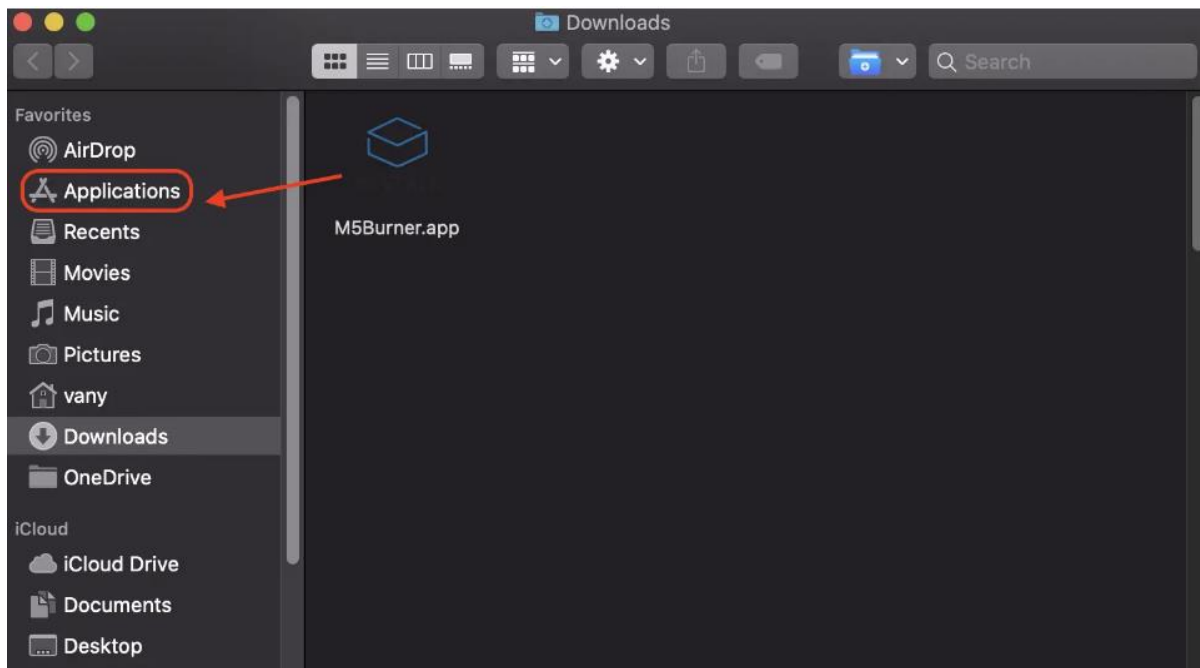 Downloads
Search
Favorites
AirDrop
Applications
Recents
Movies
Music
Pictures
vany
Downloads
OneDrive
iCloud
iCloud Drive
Documents
Desktop
M5Burner.app